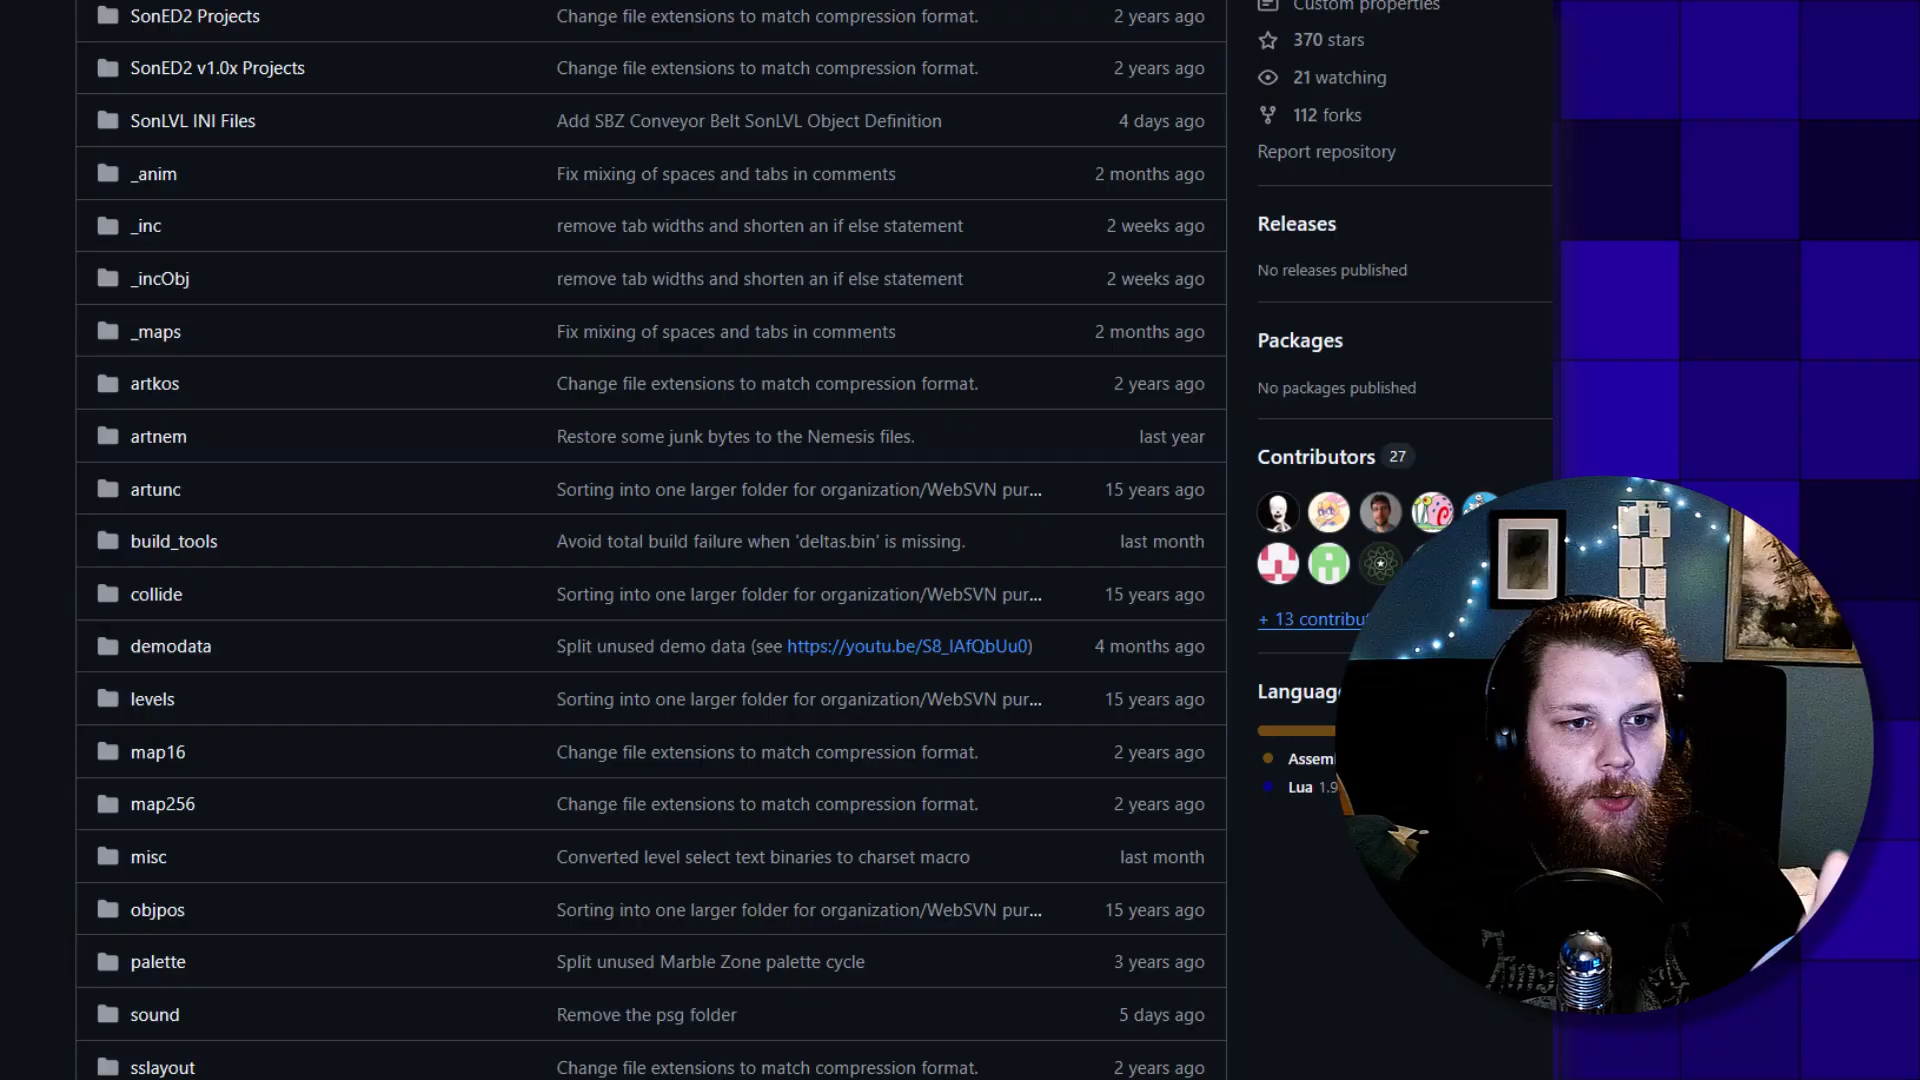 SonED2 Projects Change file extensions to match compression format. 2 years ago
SonED2 v1.0x Projects Change file extensions to match compression format. 2 years ago
SonLVL INI Files Add SBZ Conveyor Belt SonLVL Object Definition 4 days ago
_anim Fix mixing of spaces and tabs in comments 2 months ago
_inc remove tab widths and shorten an if else statement 2 weeks ago
_incObj remove tab widths and shorten an if else statement 2 weeks ago
_maps Fix mixing of spaces and tabs in comments 2 months ago
artkos Change file extensions to match compression format. 2 years ago
artnem Restore some junk bytes to the Nemesis files. last year
artunc Sorting into one larger folder for organization/WebSVN pur... 15 years ago
build_tools Avoid total build failure when 'deltas.bin' is missing. last month
collide Sorting into one larger folder for organization/WebSVN pur... 15 years ago
demodata Split unused demo data (see https://youtu.be/S8_lAfQbUu0) 4 months ago
levels Sorting into one larger folder for organization/WebSVN pur... 15 years ago
map16 Change file extensions to match compression format. 2 years ago
map256 Change file extensions to match compression format. 2 years ago
misc Converted level select text binaries to charset macro last month
objpos Sorting into one larger folder for organization/WebSVN pur... 15 years ago
palette Split unused Marble Zone palette cycle 3 years ago
sound Remove the psg folder 5 days ago
sslayout Change file extensions to match compression format. 2 years ago
Custom properties
370 stars
21 watching
112 forks
Report repository
Releases
No releases published
Packages
No packages published
Contributors 27
+ 13 contribut
Languag
Assem
Lua 1.9